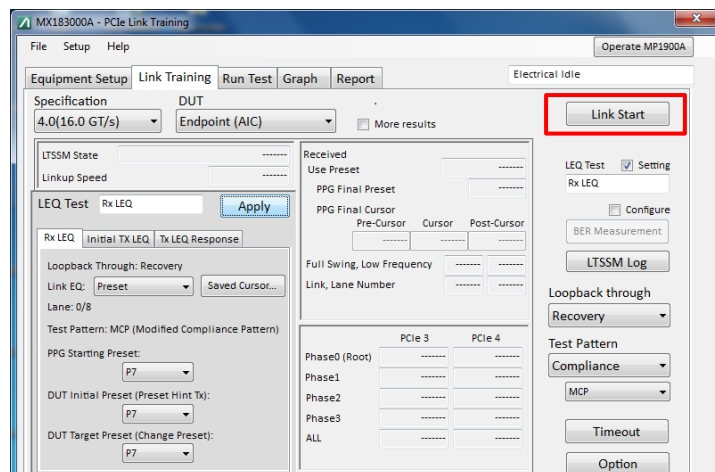 MX183000A - PCIe Link Training
File Setup Help
Operate MP1900A
Equipment Setup Link Training Run Test Graph Report
Electrical Idle
Specification DUT
4.0(16.0 GT/s) Endpoint (AIC)
More results
Link Start
LTSSM State -------
Linkup Speed -------
LEQ Test Rx LEQ Apply
Rx LEQ Initial TX LEQ Tx LEQ Response
Loopback Through: Recovery
Link EQ: Preset Saved Cursor...
Lane: 0/8
Test Pattern: MCP (Modified Compliance Pattern)
PPG Starting Preset:
P7
DUT Initial Preset (Preset Hint Tx):
P7
DUT Target Preset (Change Preset):
P7
Received
Use Preset -------
PPG Final Preset -------
PPG Final Cursor
Pre-Cursor Cursor Post-Cursor
------- ------- -------
Full Swing, Low Frequency ------- -------
Link, Lane Number ------- -------
PCIe 3 PCIe 4
Phase0 (Root) ------- -------
Phase1 ------- -------
Phase2 ------- -------
Phase3 ------- -------
ALL ------- -------
LEQ Test Setting
Rx LEQ
Configure
BER Measurement
LTSSM Log
Loopback through
Recovery
Test Pattern
Compliance
MCP
Timeout
Option